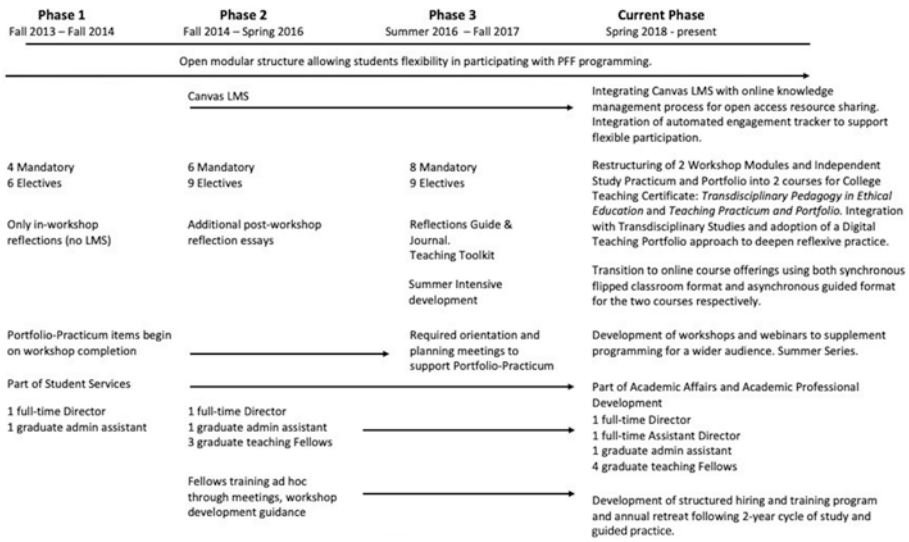 Phase 1
Fall 2013 – Fall 2014
Phase 2
Fall 2014 – Spring 2016
Phase 3
Summer 2016 – Fall 2017
Current Phase
Spring 2018 - present
Open modular structure allowing students flexibility in participating with PFF programming.
Canvas LMS
Integrating Canvas LMS with online knowledge
management process for open access resource sharing.
Integration of automated engagement tracker to support
flexible participation.
4 Mandatory
6 Electives
6 Mandatory
9 Electives
8 Mandatory
9 Electives
Restructuring of 2 Workshop Modules and Independent
Study Practicum and Portfolio into 2 courses for College
Teaching Certificate: Transdisciplinary Pedagogy in Ethical
Education and Teaching Practicum and Portfolio. Integration
with Transdisciplinary Studies and adoption of a Digital
Teaching Portfolio approach to deepen reflexive practice.
Only in-workshop
reflections (no LMS)
Additional post-workshop
reflection essays
Reflections Guide &
Journal.
Teaching Toolkit
Summer Intensive
development
Transition to online course offerings using both synchronous
flipped classroom format and asynchronous guided format
for the two courses respectively.
Portfolio-Practicum items begin
on workshop completion
Required orientation and
planning meetings to
support Portfolio-Practicum
Development of workshops and webinars to supplement
programming for a wider audience. Summer Series.
Part of Student Services
Part of Academic Affairs and Academic Professional
Development
1 full-time Director
1 graduate admin assistant
1 full-time Director
1 graduate admin assistant
3 graduate teaching Fellows
1 full-time Director
1 full-time Assistant Director
1 graduate admin assistant
4 graduate teaching Fellows
Fellows training ad hoc
through meetings, workshop
development guidance
Development of structured hiring and training program
and annual retreat following 2-year cycle of study and
guided practice.